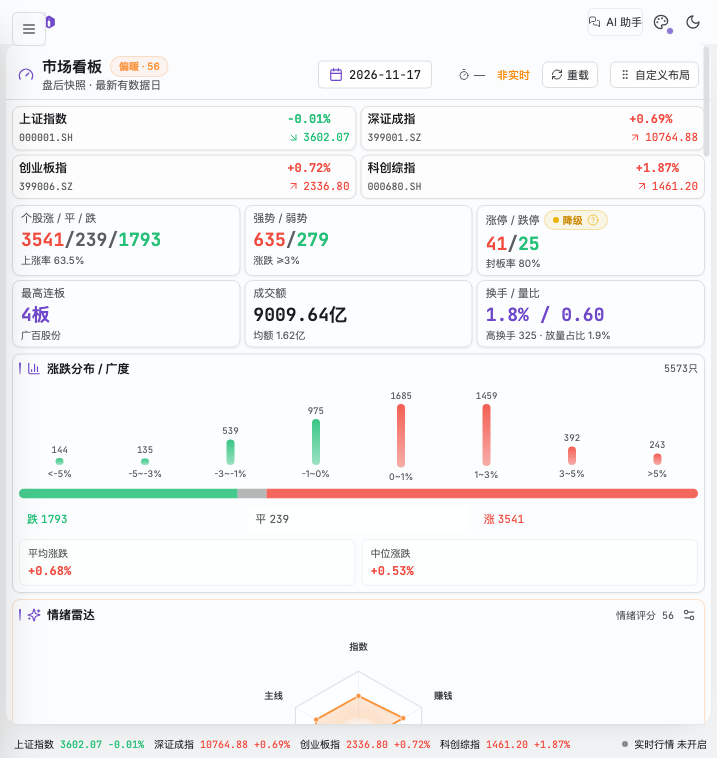 AI 助手
市场看板 偏暖 · 56
盘后快照 · 最新有数据日
2026-11-17
— 非实时
重载
自定义布局
上证指数 -0.01%
000001.SH ↘ 3602.07
深证成指 +0.69%
399001.SZ ↗ 10764.88
创业板指 +0.72%
399006.SZ ↗ 2336.80
科创综指 +1.87%
000680.SH ↗ 1461.20
个股涨 / 平 / 跌
3541/239/1793
上涨率 63.5%
强势 / 弱势
635/279
涨跌 ≥3%
涨停 / 跌停 降级 ?
41/25
封板率 80%
最高连板
4板
广百股份
成交额
9009.64亿
均额 1.62亿
换手 / 量比
1.8% / 0.60
高换手 325 · 放量占比 1.9%
涨跌分布 / 广度 5573只
144 135 539 975 1685 1459 392 243
<-5% -5~-3% -3~-1% -1~0% 0~1% 1~3% 3~5% >5%
跌 1793 平 239 涨 3541
平均涨跌
+0.68%
中位涨跌
+0.53%
情绪雷达 情绪评分 56
指数
主线 赚钱
上证指数 3602.07 -0.01% 深证成指 10764.88 +0.69% 创业板指 2336.80 +0.72% 科创综指 1461.20 +1.87% 实时行情 未开启